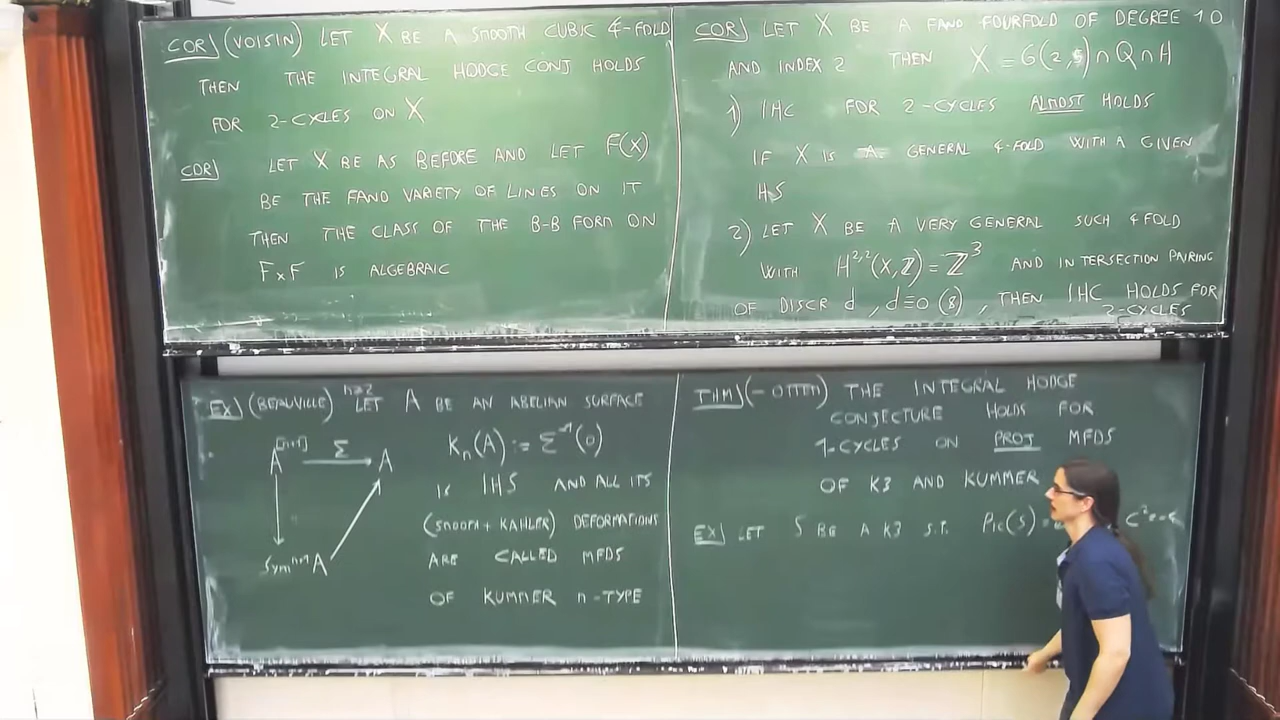 COR] (VOISIN) LET X BE A SMOOTH CUBIC 4-FOLD
THEN THE INTEGRAL HODGE CONJ HOLDS
FOR 2-CYCLES ON X
COR] LET X BE AS BEFORE AND LET F(X)
BE THE FANO VARIETY OF LINES ON IT
THEN THE CLASS OF THE B-B FORM ON
F×F IS ALGEBRAIC
COR] LET X BE A FANO FOURFOLD OF DEGREE 10
AND INDEX 2 THEN X = G(2,5)∩Q∩H
1) IHC FOR 2-CYCLES ALMOST HOLDS
IF X IS A GENERAL 4-FOLD WITH A GIVEN
HS
2) LET X BE A VERY GENERAL SUCH 4FOLD
WITH H^{2,2}(X,ℤ) = ℤ^3 AND INTERSECTION PAIRING
OF DISCR d, d≡0 (8), THEN IHC HOLDS FOR
2-CYCLES
EX] (BEAUVILLE) n≥2 LET A BE AN ABELIAN SURFACE
A^{[n+1]} Σ A
K_n(A) := Σ^{-1}(0)
IS IHS AND ALL ITS
(SMOOTH + KÄHLER) DEFORMATIONS
ARE CALLED MFDS
Sym^{n+1} A
OF KUMMER n-TYPE
THM] (- OTTEM) THE INTEGRAL HODGE
CONJECTURE HOLDS FOR
1-CYCLES ON PROJ MFDS
OF K3 AND KUMMER
EX] LET S BE A K3 S.T. Pic(S) =